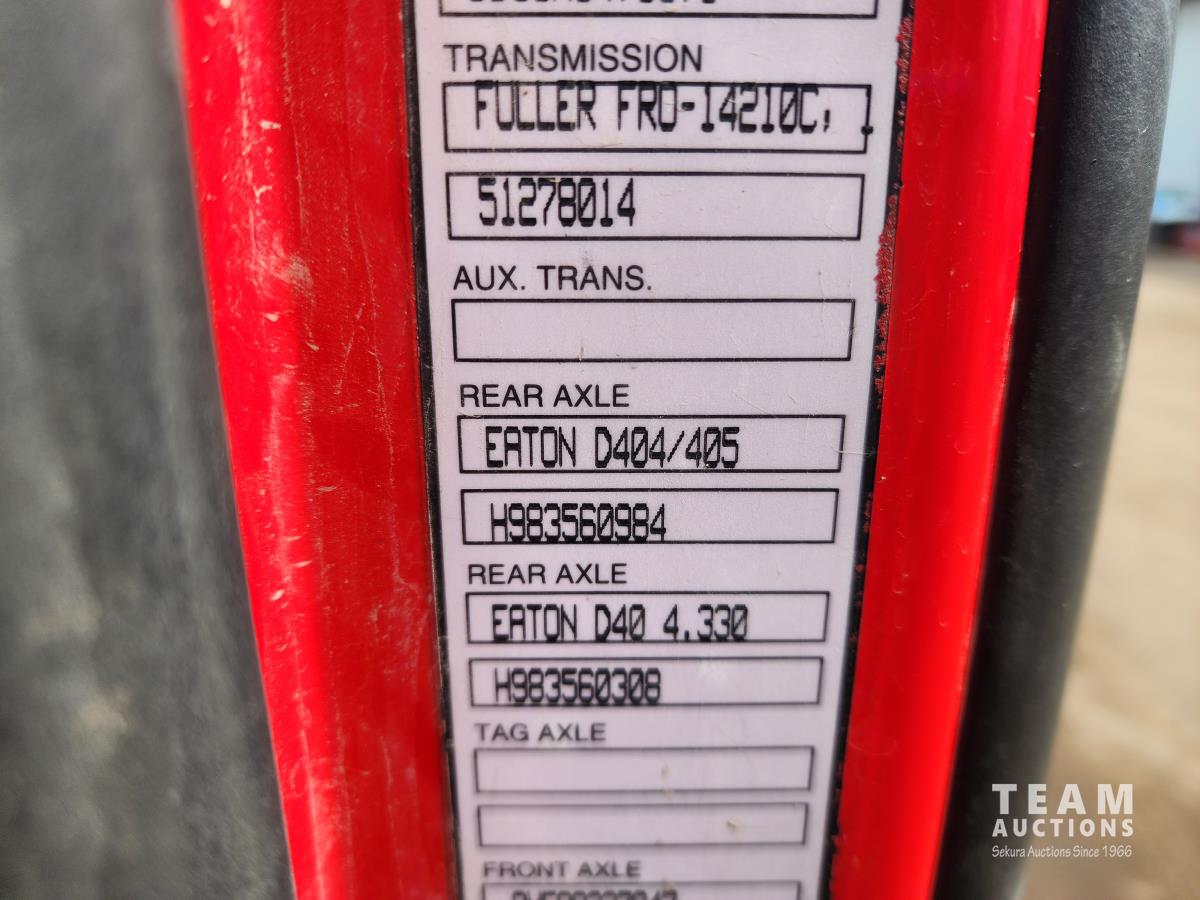 TRANSMISSION
FULLER FRO-14210C, 1
51278014
AUX. TRANS.
REAR AXLE
EATON D404/405
H983560984
REAR AXLE
EATON D40 4.330
H983560308
TAG AXLE
FRONT AXLE
TEAM
AUCTIONS
Sekura Auctions Since 1966